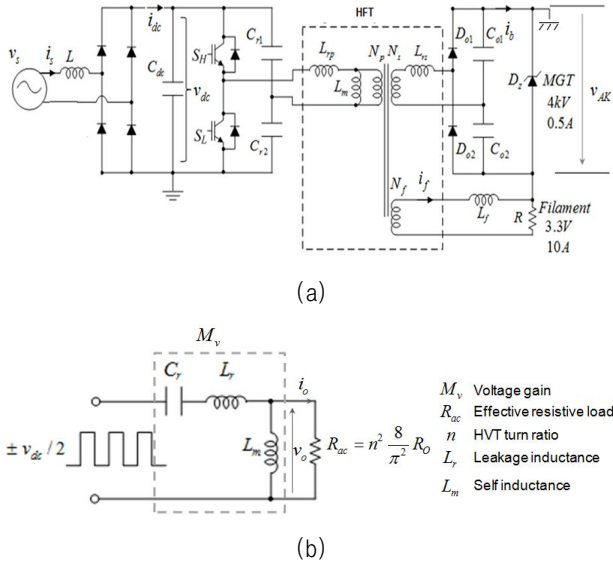 HFT
v_s
i_s
L
i_dc
C_dc
v_dc
S_H
S_L
C_r1
C_r2
L_rp
L_m
N_p
N_s
L_rs
D_o1
C_o1
i_b
D_o2
C_o2
D_z
MGT
4kV
0.5A
v_AK
N_f
i_f
L_f
R
Filament
3.3V
10A
(a)
M_v
C_r
L_r
i_o
± v_dc / 2
L_m
v_o
R_ac = n² 8/π² R_O
M_v Voltage gain
R_ac Effective resistive load
n HVT turn ratio
L_r Leakage inductance
L_m Self inductance
(b)